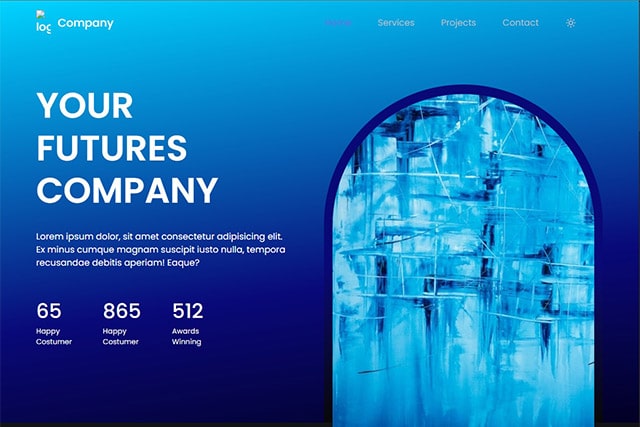 log Company Home Services Projects Contact
YOUR
FUTURES
COMPANY
Lorem ipsum dolor, sit amet consectetur adipisicing elit.
Ex minus cumque magnam suscipit iusto nulla, tempora
recusandae debitis aperiam! Eaque?
65 865 512
Happy Happy Awards
Costumer Costumer Winning